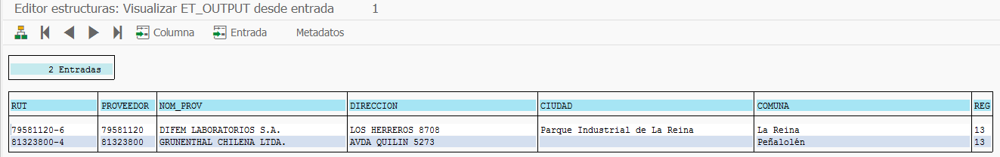 Editor estructuras: Visualizar ET_OUTPUT desde entrada 1
Columna Entrada Metadatos
2 Entradas
RUT PROVEEDOR NOM_PROV DIRECCION CIUDAD COMUNA REG
79581120-6 79581120 DIFEM LABORATORIOS S.A. LOS HERREROS 8708 Parque Industrial de La Reina La Reina 13
81323800-4 81323800 GRUNENTHAL CHILENA LTDA. AVDA QUILIN 5273 Peñalolén 13